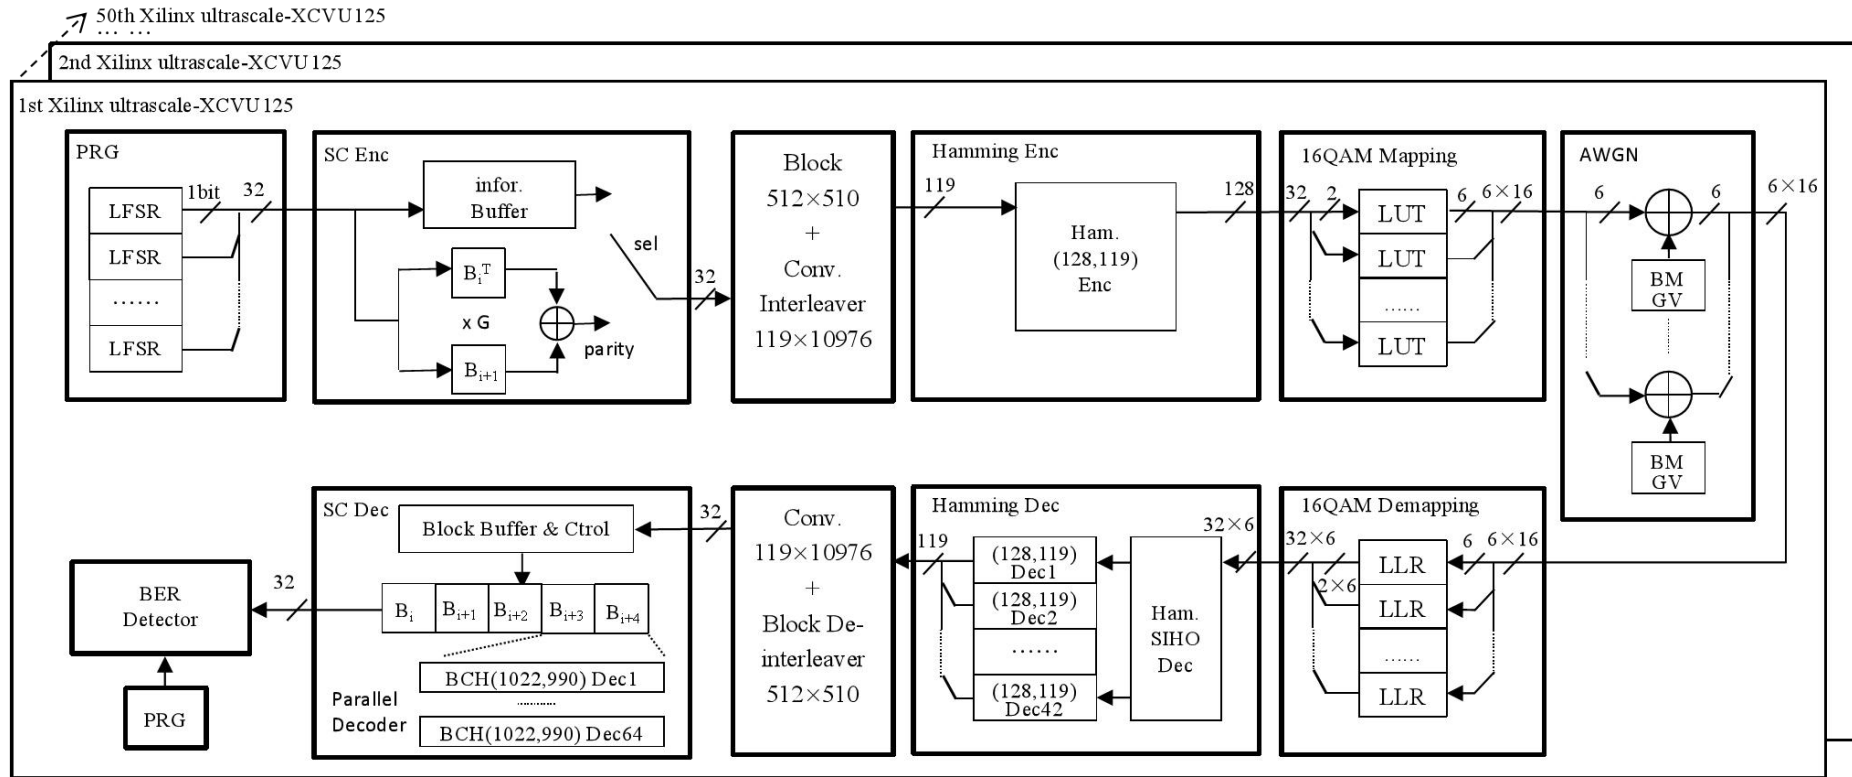 50th Xilinx ultrascale-XCVU125
... ...
2nd Xilinx ultrascale-XCVU125
1st Xilinx ultrascale-XCVU125
PRG
LFSR
LFSR
......
LFSR
1bit
32
SC Enc
infor.
Buffer
sel
B_i^T
x G
B_{i+1}
parity
32
Block
512×510
+
Conv.
Interleaver
119×10976
Hamming Enc
119
Ham.
(128,119)
Enc
128
16QAM Mapping
32
2
LUT
LUT
......
LUT
6
6×16
AWGN
6
6
BM
GV
BM
GV
6×16
16QAM Demapping
6×16
6
LLR
LLR
......
LLR
32×6
2×6
Hamming Dec
32×6
Ham.
SIHO
Dec
(128,119)
Dec1
(128,119)
Dec2
......
(128,119)
Dec42
119
Conv.
119×10976
+
Block De-
interleaver
512×510
32
SC Dec
Block Buffer & Ctrol
B_i
B_{i+1}
B_{i+2}
B_{i+3}
B_{i+4}
Parallel
Decoder
BCH(1022,990) Dec1
........
BCH(1022,990) Dec64
32
BER
Detector
PRG